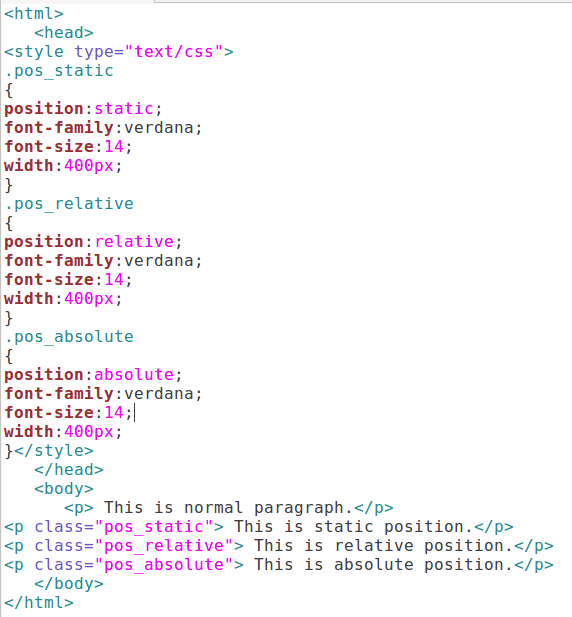 <html>
   <head>
<style type="text/css">
.pos_static
{
position:static;
font-family:verdana;
font-size:14;
width:400px;
}
.pos_relative
{
position:relative;
font-family:verdana;
font-size:14;
width:400px;
}
.pos_absolute
{
position:absolute;
font-family:verdana;
font-size:14;
width:400px;
}</style>
   </head>
   <body>
      <p> This is normal paragraph.</p>
<p class="pos_static"> This is static position.</p>
<p class="pos_relative"> This is relative position.</p>
<p class="pos_absolute"> This is absolute position.</p>
   </body>
</html>